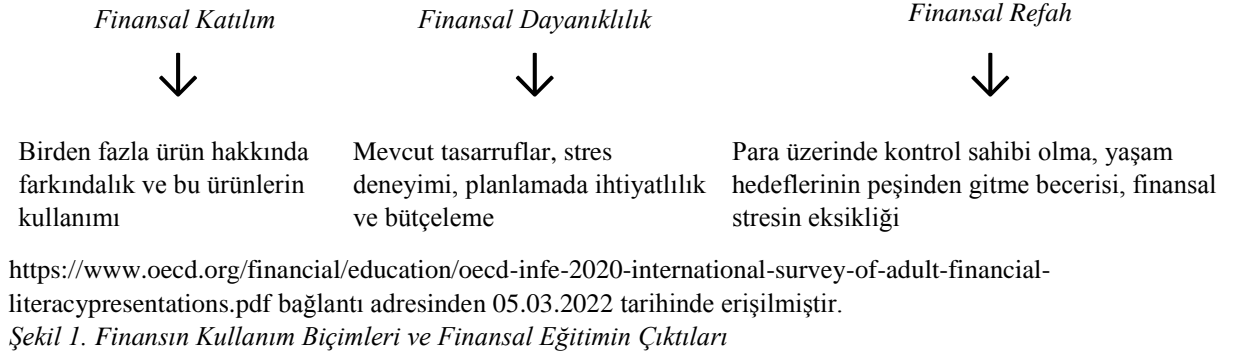 Finansal Katılım
Finansal Dayanıklılık
Finansal Refah
Birden fazla ürün hakkında
farkındalık ve bu ürünlerin
kullanımı
Mevcut tasarruflar, stres
deneyimi, planlamada ihtiyatlılık
ve bütçeleme
Para üzerinde kontrol sahibi olma, yaşam
hedeflerinin peşinden gitme becerisi, finansal
stresin eksikliği
https://www.oecd.org/financial/education/oecd-infe-2020-international-survey-of-adult-financial-
literacypresentations.pdf bağlantı adresinden 05.03.2022 tarihinde erişilmiştir.
Şekil 1. Finansın Kullanım Biçimleri ve Finansal Eğitimin Çıktıları